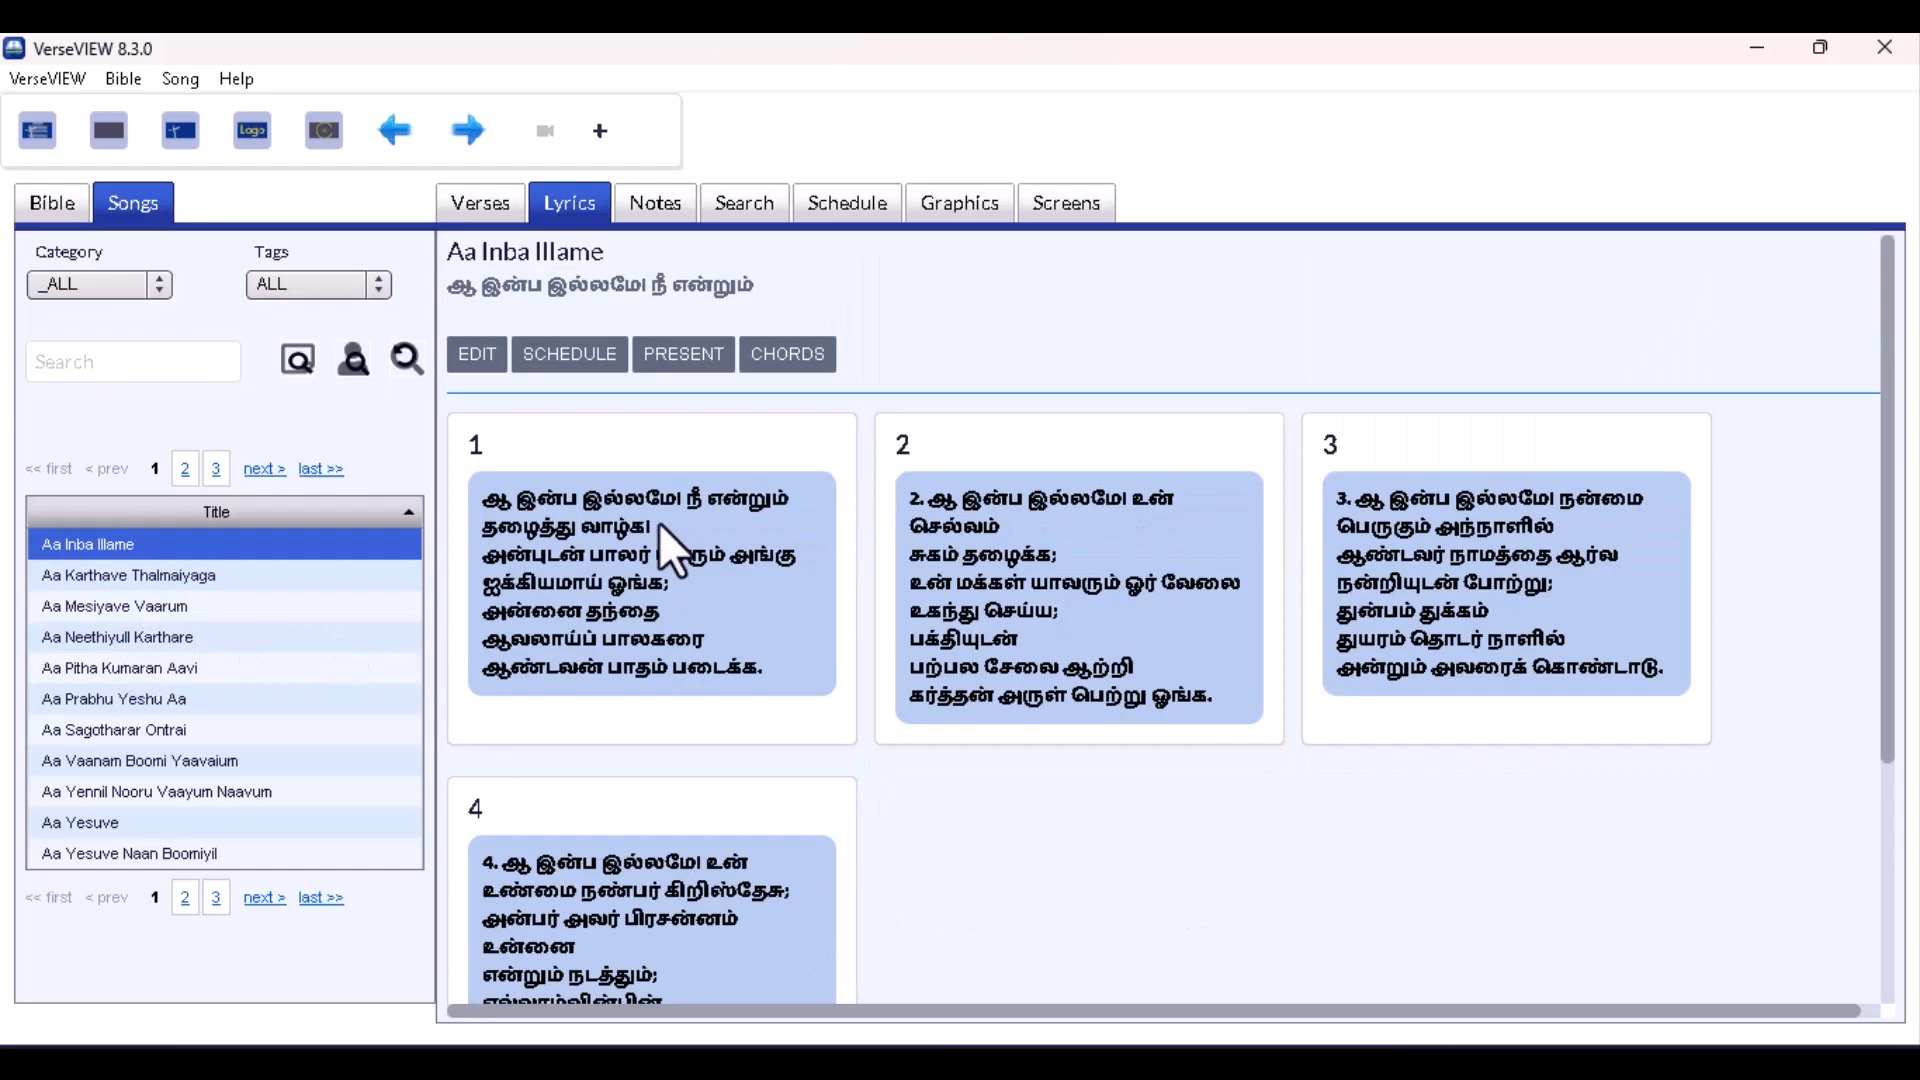 VerseVIEW 8.3.0
VerseVIEW Bible Song Help
Logo
Bible Songs
Verses Lyrics Notes Search Schedule Graphics Screens
Category Tags
_ALL ALL
Search
<< first < prev 1 2 3 next > last >>
Title
Aa Inba Illame
Aa Karthave Thalmaiyaga
Aa Mesiyave Vaarum
Aa Neethiyull Karthare
Aa Pitha Kumaran Aavi
Aa Prabhu Yeshu Aa
Aa Sagotharar Ontrai
Aa Vaanam Boomi Yaavaium
Aa Yennil Nooru Vaayum Naavum
Aa Yesuve
Aa Yesuve Naan Boomiyil
<< first < prev 1 2 3 next > last >>
Aa Inba Illame
ஆ இன்ப இல்லமே! நீ என்றும்
EDIT SCHEDULE PRESENT CHORDS
1
ஆ இன்ப இல்லமே! நீ என்றும்
தழைத்து வாழ்க!
அன்புடன் பாலர் அங்கு
ஐக்கியமாய் ஓங்க;
அன்னை தந்தை
ஆவலாய்ப் பாலகரை
ஆண்டவன் பாதம் படைக்க.
2
2. ஆ இன்ப இல்லமே! உன்
செல்வம்
சுகம் தழைக்க;
உன் மக்கள் யாவரும் ஓர் வேலை
உகந்து செய்ய;
பக்தியுடன்
பற்பல சேவை ஆற்றி
கர்த்தன் அருள் பெற்று ஓங்க.
3
3. ஆ இன்ப இல்லமே! நன்மை
பெருகும் அந்நாளில்
ஆண்டவர் நாமத்தை ஆர்வ
நன்றியுடன் போற்று;
துன்பம் துக்கம்
துயரம் தொடர் நாளில்
அன்றும் அவரைக் கொண்டாடு.
4
4. ஆ இன்ப இல்லமே! உன்
உண்மை நண்பர் கிறிஸ்தேசு;
அன்பர் அவர் பிரசன்னம்
உன்னை
என்றும் நடத்தும்;